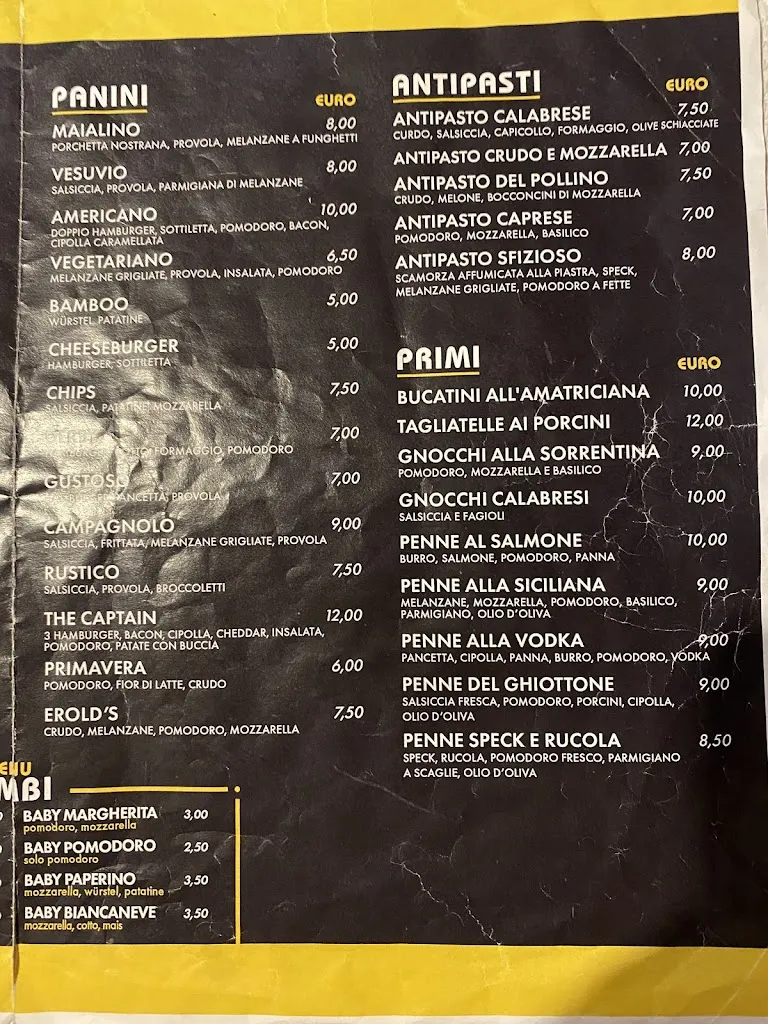 PANINI
EURO
MAIALINO 8,00
PORCHETTA NOSTRANA, PROVOLA, MELANZANE A FUNGHETTI
VESUVIO 8,00
SALSICCIA, PROVOLA, PARMIGIANA DI MELANZANE
AMERICANO 10,00
DOPPIO HAMBURGER, SOTTILETTA, POMODORO, BACON,
CIPOLLA CARAMELLATA
VEGETARIANO 6,50
MELANZANE GRIGLIATE, PROVOLA, INSALATA, POMODORO
BAMBOO 5,00
WÜRSTEL, PATATINE
CHEESEBURGER 5,00
HAMBURGER, SOTTILETTA
CHIPS 7,50
SALSICCIA, PATATINE, MOZZARELLA
7,00
FORMAGGIO, POMODORO
GUSTOSO 7,00
PANCETTA, PROVOLA
CAMPAGNOLO 9,00
SALSICCIA, FRITTATA, MELANZANE GRIGLIATE, PROVOLA
RUSTICO 7,50
SALSICCIA, PROVOLA, BROCCOLETTI
THE CAPTAIN 12,00
3 HAMBURGER, BACON, CIPOLLA, CHEDDAR, INSALATA,
POMODORO, PATATE CON BUCCIA
PRIMAVERA 6,00
POMODORO, FIOR DI LATTE, CRUDO
EROLD'S 7,50
CRUDO, MELANZANE, POMODORO, MOZZARELLA
ENU
MBI
BABY MARGHERITA 3,00
pomodoro, mozzarella
BABY POMODORO 2,50
solo pomodoro
BABY PAPERINO 3,50
mozzarella, würstel, patatine
BABY BIANCANEVE 3,50
mozzarella, cotto, mais
ANTIPASTI
EURO
ANTIPASTO CALABRESE 7,50
CURDO, SALSICCIA, CAPICOLLO, FORMAGGIO, OLIVE SCHIACCIATE
ANTIPASTO CRUDO E MOZZARELLA 7,00
ANTIPASTO DEL POLLINO 7,50
CRUDO, MELONE, BOCCONCINI DI MOZZARELLA
ANTIPASTO CAPRESE 7,00
POMODORO, MOZZARELLA, BASILICO
ANTIPASTO SFIZIOSO 8,00
SCAMORZA AFFUMICATA ALLA PIASTRA, SPECK,
MELANZANE GRIGLIATE, POMODORO A FETTE
PRIMI
EURO
BUCATINI ALL'AMATRICIANA 10,00
TAGLIATELLE AI PORCINI 12,00
GNOCCHI ALLA SORRENTINA 9,00
POMODORO, MOZZARELLA E BASILICO
GNOCCHI CALABRESI 10,00
SALSICCIA E FAGIOLI
PENNE AL SALMONE 10,00
BURRO, SALMONE, POMODORO, PANNA
PENNE ALLA SICILIANA 9,00
MELANZANE, MOZZARELLA, POMODORO, BASILICO,
PARMIGIANO, OLIO D'OLIVA
PENNE ALLA VODKA 9,00
PANCETTA, CIPOLLA, PANNA, BURRO, POMODORO, VODKA
PENNE DEL GHIOTTONE 9,00
SALSICCIA FRESCA, POMODORO, PORCINI, CIPOLLA,
OLIO D'OLIVA
PENNE SPECK E RUCOLA 8,50
SPECK, RUCOLA, POMODORO FRESCO, PARMIGIANO
A SCAGLIE, OLIO D'OLIVA